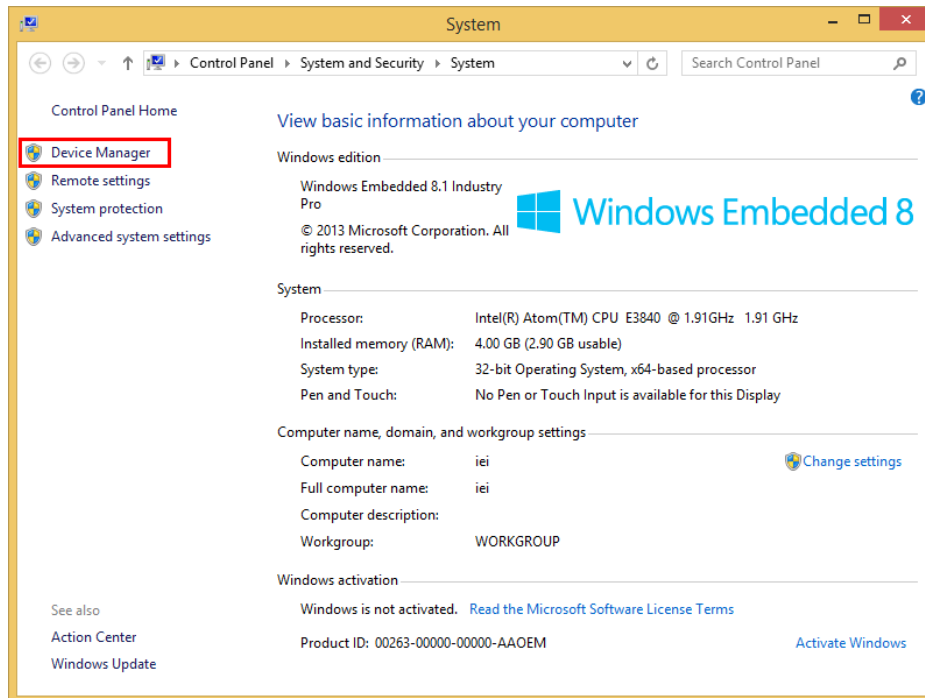 System
Control Panel System and Security System
Search Control Panel
Control Panel Home
Device Manager
Remote settings
System protection
Advanced system settings
See also
Action Center
Windows Update
View basic information about your computer
Windows edition
Windows Embedded 8.1 Industry
Pro
© 2013 Microsoft Corporation. All
rights reserved.
Windows Embedded 8
System
Processor: Intel(R) Atom(TM) CPU E3840 @ 1.91GHz 1.91 GHz
Installed memory (RAM): 4.00 GB (2.90 GB usable)
System type: 32-bit Operating System, x64-based processor
Pen and Touch: No Pen or Touch Input is available for this Display
Computer name, domain, and workgroup settings
Computer name: iei Change settings
Full computer name: iei
Computer description:
Workgroup: WORKGROUP
Windows activation
Windows is not activated. Read the Microsoft Software License Terms
Product ID: 00263-00000-00000-AAOEM Activate Windows